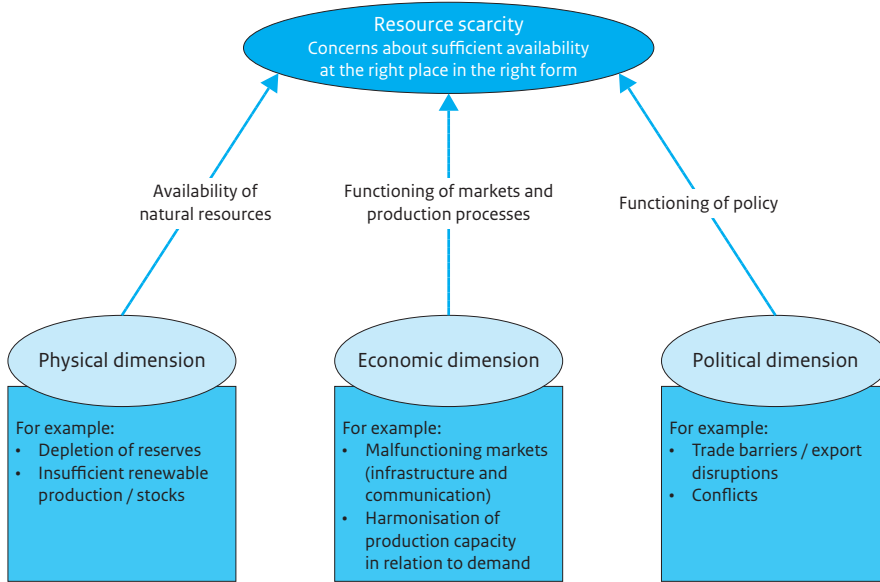 Resource scarcity
Concerns about sufficient availability
at the right place in the right form
Availability of
natural resources
Functioning of markets and
production processes
Functioning of policy
Physical dimension
Economic dimension
Political dimension
For example:
• Depletion of reserves
• Insufficient renewable
production / stocks
For example:
• Malfunctioning markets
(infrastructure and
communication)
• Harmonisation of
production capacity
in relation to demand
For example:
• Trade barriers / export
disruptions
• Conflicts